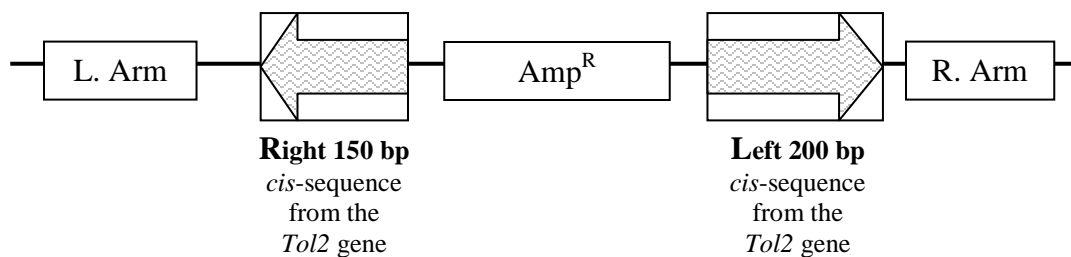 L. Arm
Amp^R
R. Arm
Right 150 bp
cis-sequence
from the
Tol2 gene
Left 200 bp
cis-sequence
from the
Tol2 gene